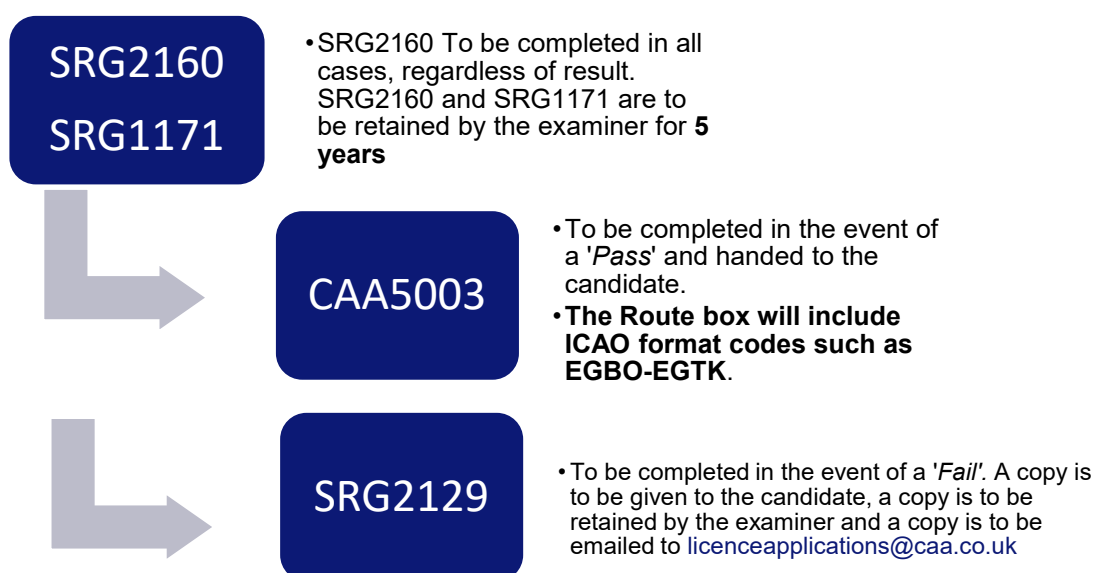 SRG2160
SRG1171
•SRG2160 To be completed in all
cases, regardless of result.
SRG2160 and SRG1171 are to
be retained by the examiner for 5
years
CAA5003
•To be completed in the event of
a 'Pass' and handed to the
candidate.
•The Route box will include
ICAO format codes such as
EGBO-EGTK.
SRG2129
•To be completed in the event of a 'Fail'. A copy is
to be given to the candidate, a copy is to be
retained by the examiner and a copy is to be
emailed to licenceapplications@caa.co.uk